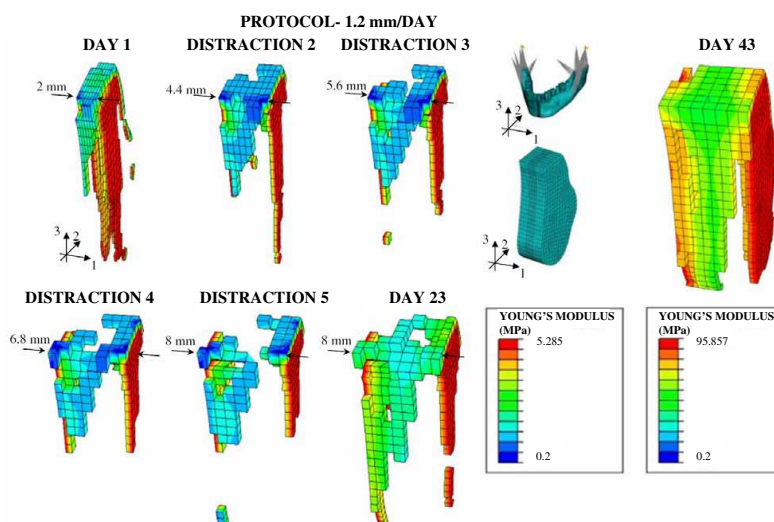 PROTOCOL- 1.2 mm/DAY
DAY 1
DISTRACTION 2
DISTRACTION 3
DAY 43
2 mm
4.4 mm
5.6 mm
3
2
1
3
2
1
3
2
1
DISTRACTION 4
DISTRACTION 5
DAY 23
6.8 mm
8 mm
8 mm
YOUNG'S MODULUS
(MPa)
5.285
0.2
YOUNG'S MODULUS
(MPa)
95.857
0.2